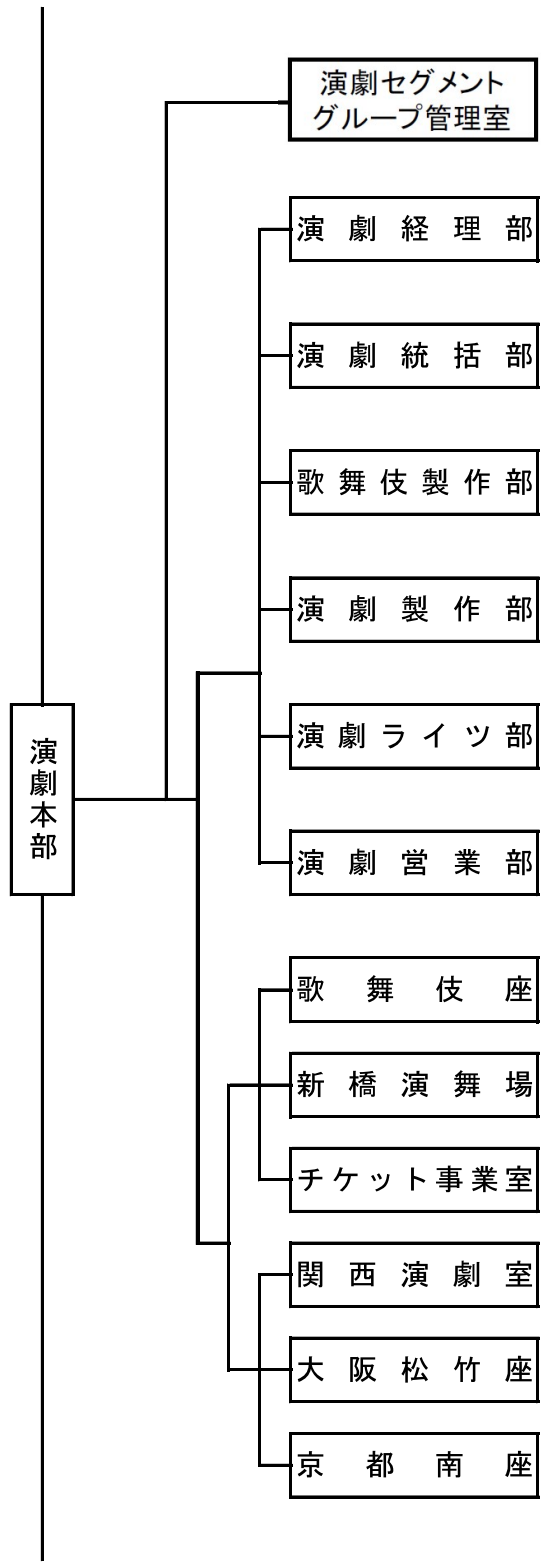 演劇セグメント
グループ管理室
演劇経理部
演劇統括部
歌舞伎製作部
演劇製作部
演劇ライツ部
演劇本部
演劇営業部
歌舞伎座
新橋演舞場
チケット事業室
関西演劇室
大阪松竹座
京都南座